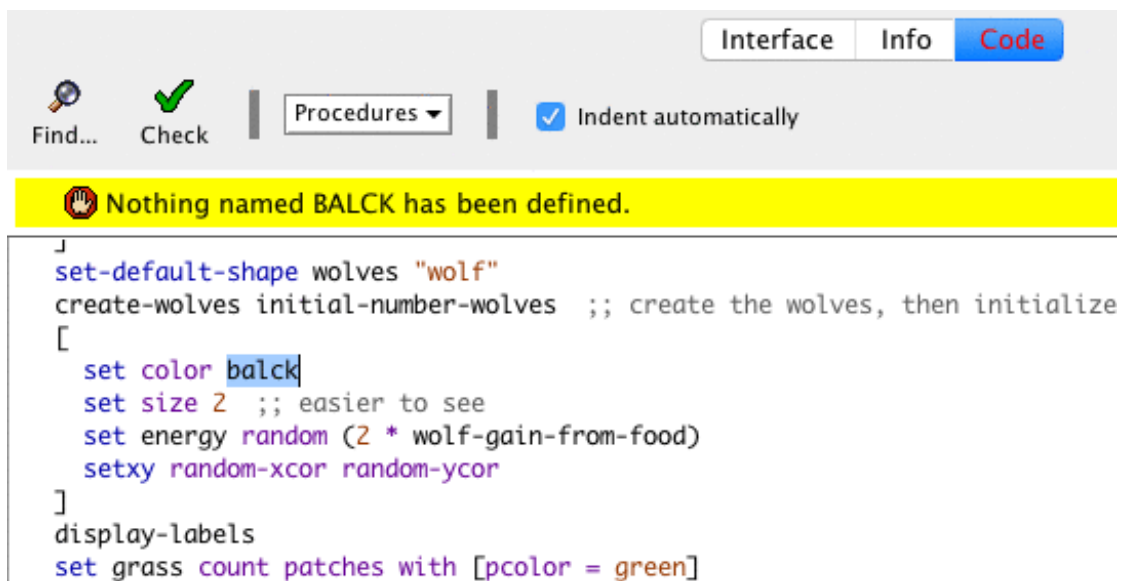 Interface Info Code
Find... Check Procedures Indent automatically
Nothing named BALCK has been defined.
]
set-default-shape wolves "wolf"
create-wolves initial-number-wolves ;; create the wolves, then initialize
[
set color balck
set size 2 ;; easier to see
set energy random (2 * wolf-gain-from-food)
setxy random-xcor random-ycor
]
display-labels
set grass count patches with [pcolor = green]